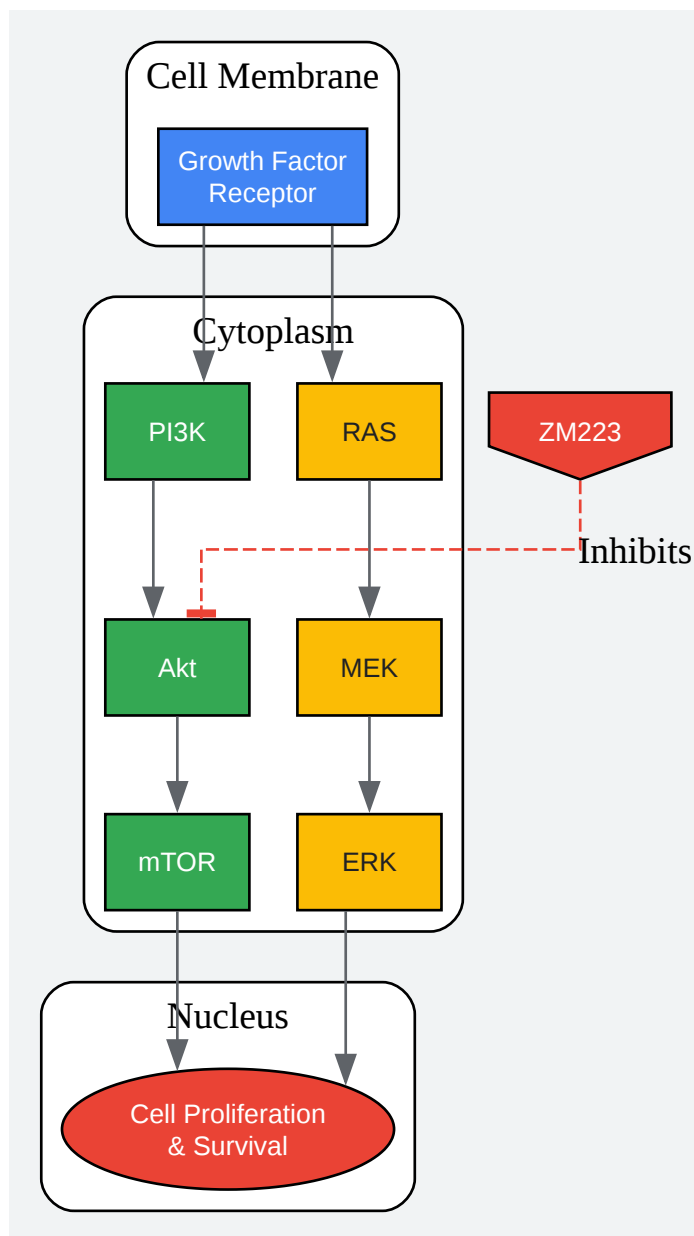 Cell Membrane
Growth Factor
Receptor
Cytoplasm
PI3K
RAS
ZM223
Inhibits
Akt
MEK
mTOR
ERK
Nucleus
Cell Proliferation
& Survival